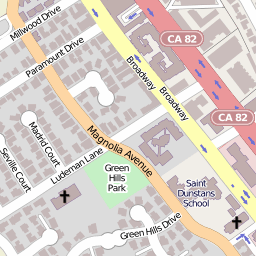 Millwood Drive
CA 82
Paramount Drive
Broadway
Broadway
CA 82
Madrid Court
Magnolia Avenue
Seville Court
Ludeman Lane
Green
Hills
Park
Saint
Dunstans
School
Green Hills Drive